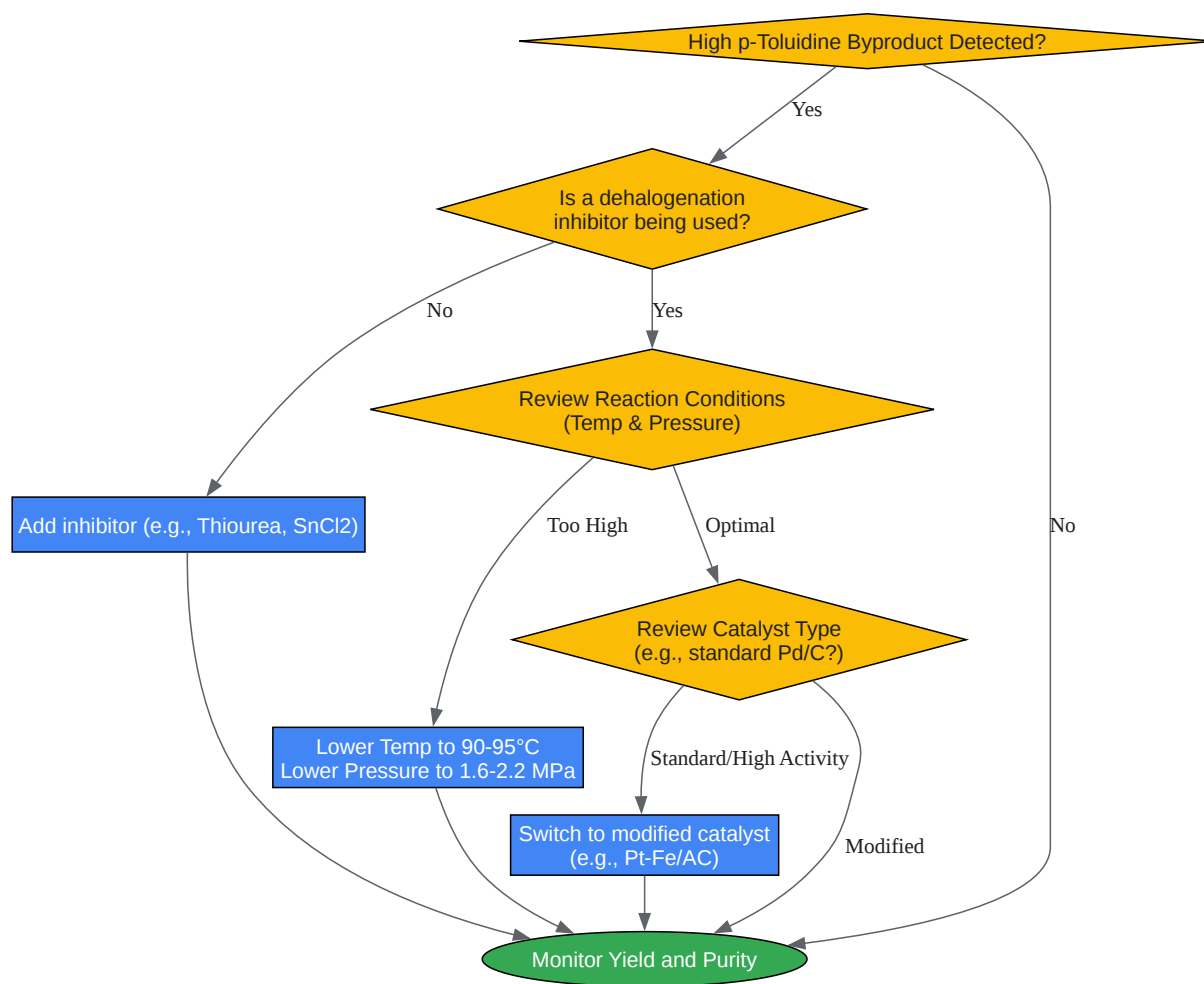 High p-Toluidine Byproduct Detected?
Yes
Is a dehalogenation
inhibitor being used?
No
Yes
Review Reaction Conditions
(Temp & Pressure)
Add inhibitor (e.g., Thiourea, SnCl2)
Too High
Optimal
No
Review Catalyst Type
(e.g., standard Pd/C?)
Lower Temp to 90-95°C
Lower Pressure to 1.6-2.2 MPa
Standard/High Activity
Switch to modified catalyst
(e.g., Pt-Fe/AC)
Modified
Monitor Yield and Purity